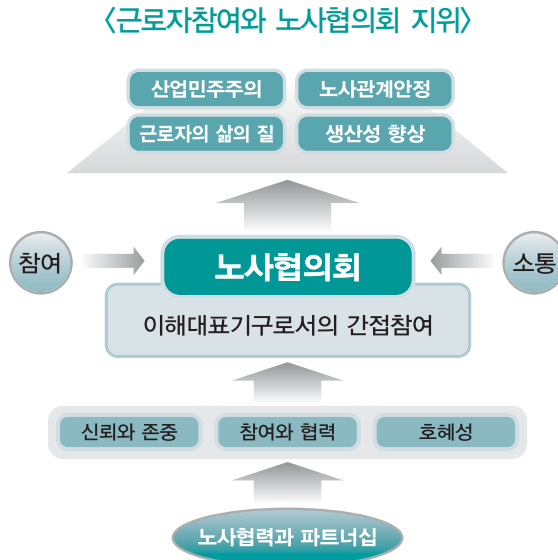 〈근로자참여와 노사협의회 지위〉
산업민주주의 노사관계안정
근로자의 삶의 질 생산성 향상
참여 노사협의회 소통
이해대표기구로서의 간접참여
신뢰와 존중 참여와 협력 호혜성
노사협력과 파트너십